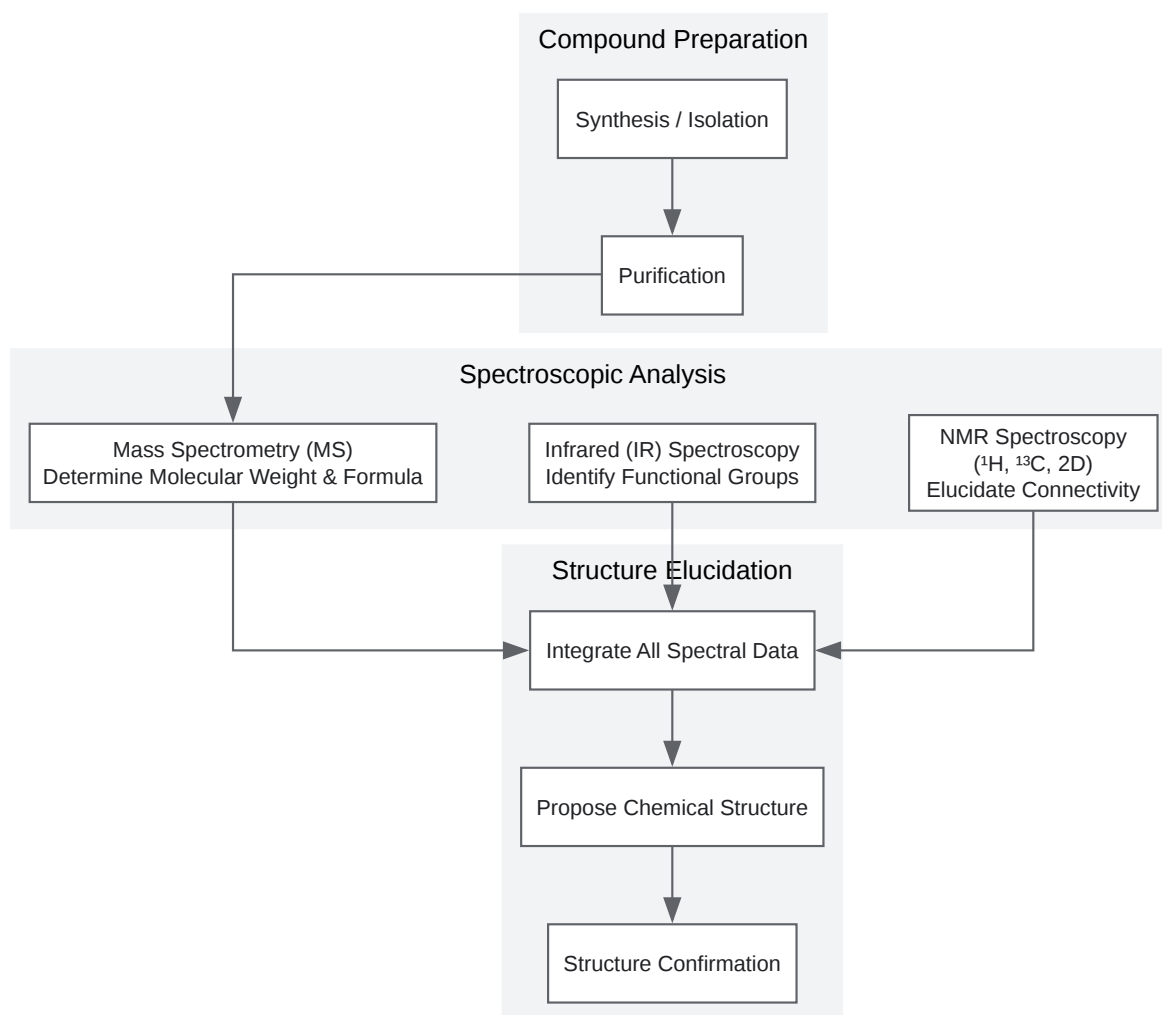 Compound Preparation
Synthesis / Isolation
Purification
Spectroscopic Analysis
Mass Spectrometry (MS)
Determine Molecular Weight & Formula
Infrared (IR) Spectroscopy
Identify Functional Groups
NMR Spectroscopy
(¹H, ¹³C, 2D)
Elucidate Connectivity
Structure Elucidation
Integrate All Spectral Data
Propose Chemical Structure
Structure Confirmation